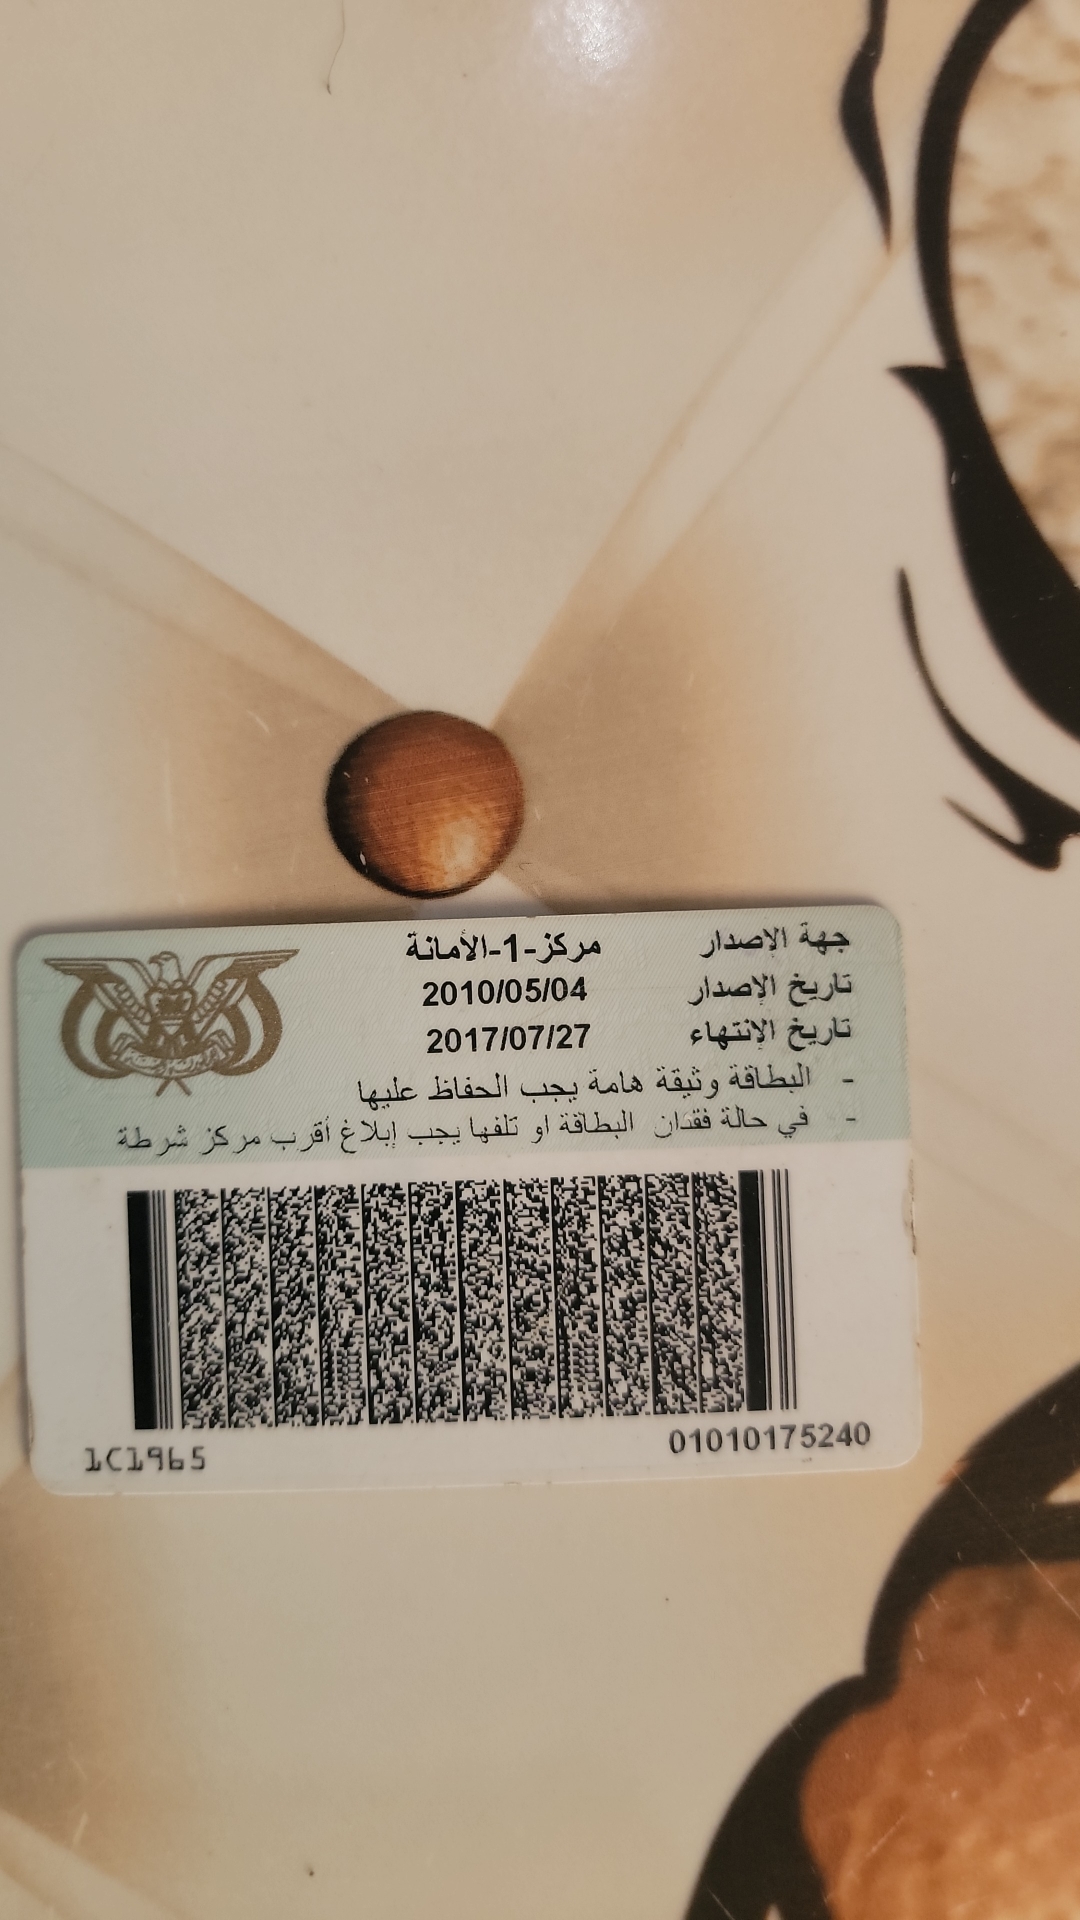 جهة الإصدار مركز-1-الأمانة
تاريخ الإصدار 2010/05/04
تاريخ الإنتهاء 2017/07/27
- البطاقة وثيقة هامة يجب الحفاظ عليها
- في حالة فقدان البطاقة او تلفها يجب إبلاغ أقرب مركز شرطة
1C1965
01010175240